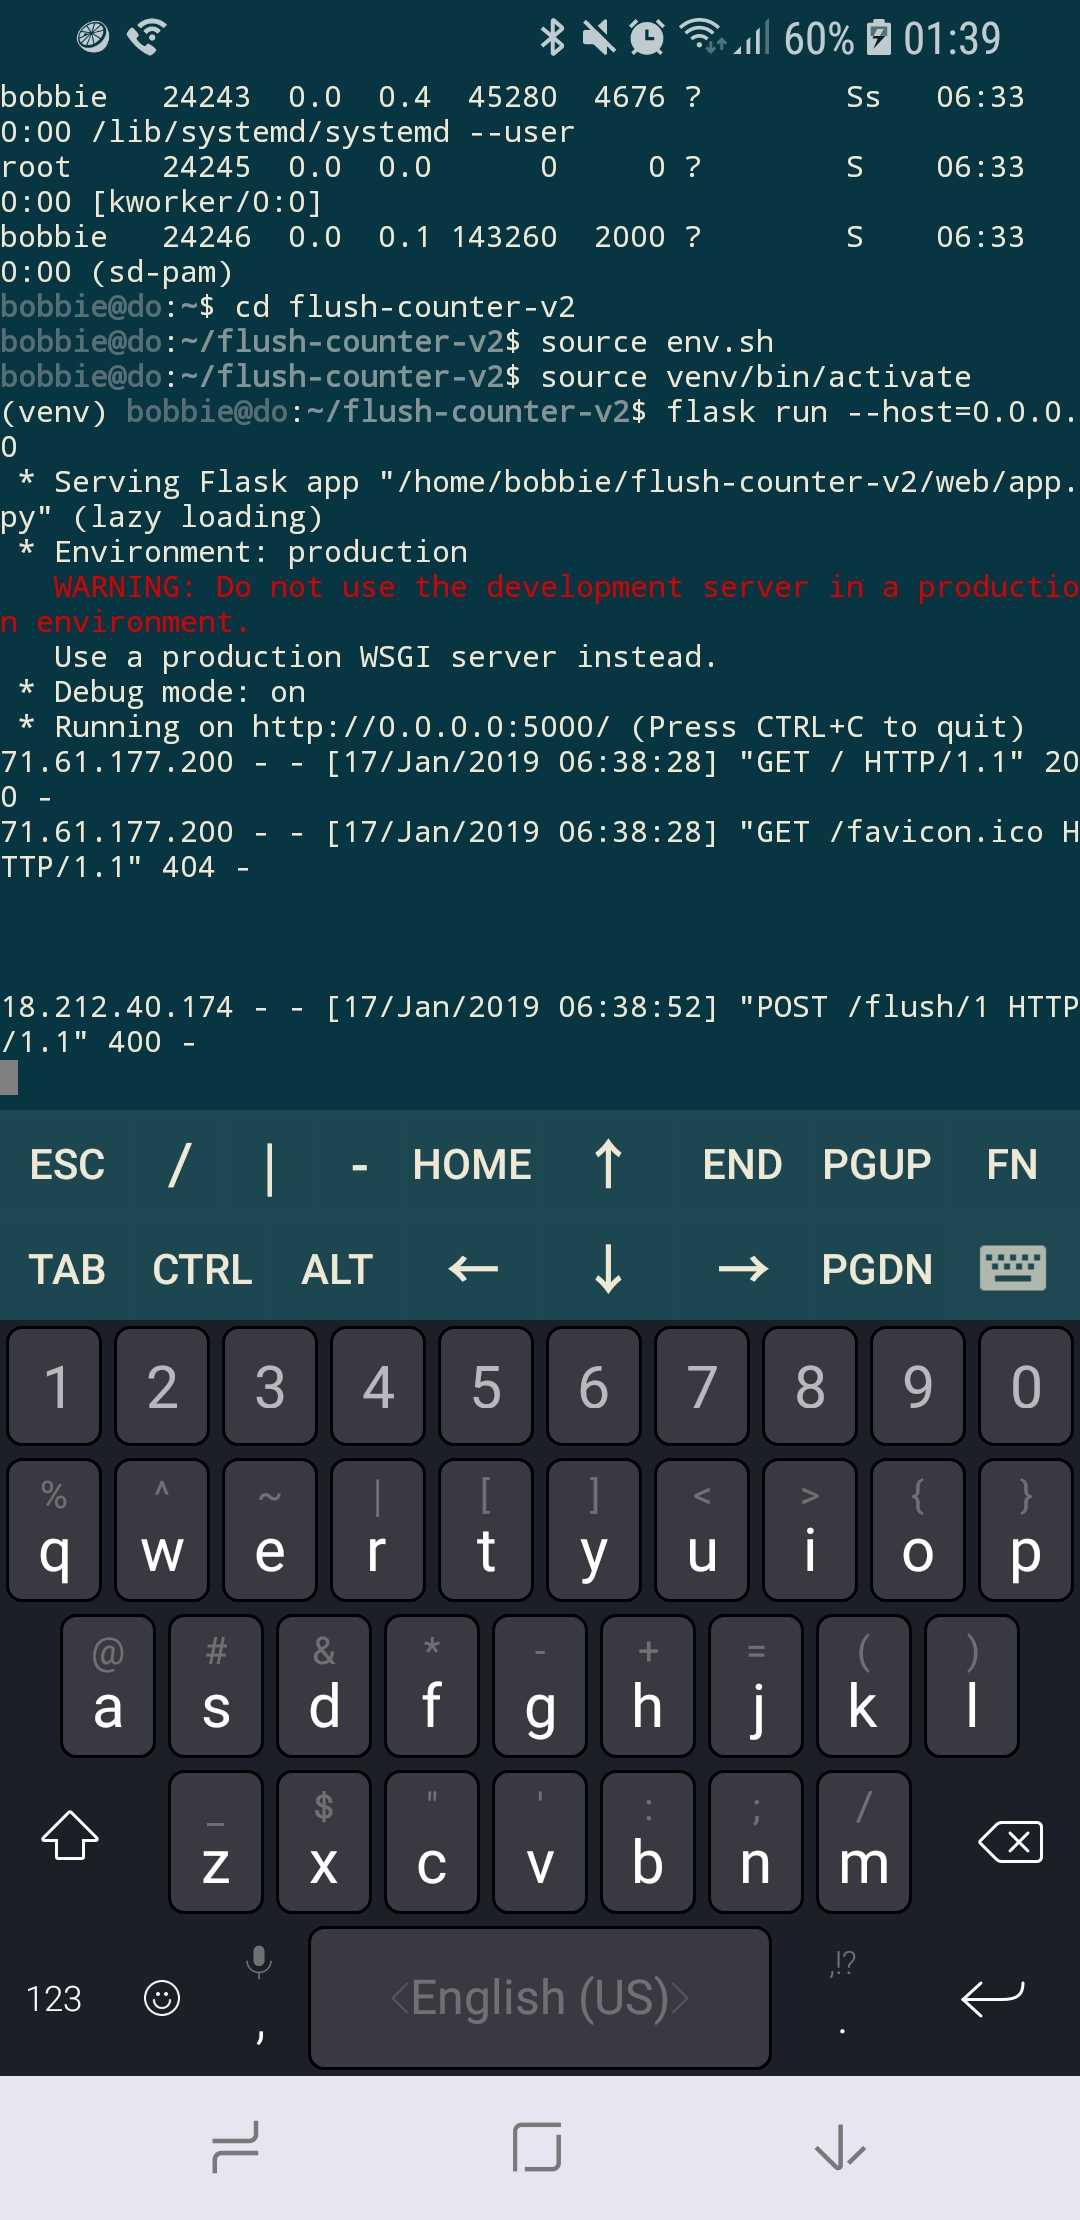 60% 01:39
bobbie   24243  0.0  0.4  45280  4676 ?        Ss   06:33
0:00 /lib/systemd/systemd --user
root     24245  0.0  0.0      0     0 ?        S    06:33
0:00 [kworker/0:0]
bobbie   24246  0.0  0.1 143260  2000 ?        S    06:33
0:00 (sd-pam)
bobbie@do:~$ cd flush-counter-v2
bobbie@do:~/flush-counter-v2$ source env.sh
bobbie@do:~/flush-counter-v2$ source venv/bin/activate
(venv) bobbie@do:~/flush-counter-v2$ flask run --host=0.0.0.
0
 * Serving Flask app "/home/bobbie/flush-counter-v2/web/app.
py" (lazy loading)
 * Environment: production
   WARNING: Do not use the development server in a productio
n environment.
   Use a production WSGI server instead.
 * Debug mode: on
 * Running on http://0.0.0.0:5000/ (Press CTRL+C to quit)
71.61.177.200 - - [17/Jan/2019 06:38:28] "GET / HTTP/1.1" 20
0 -
71.61.177.200 - - [17/Jan/2019 06:38:28] "GET /favicon.ico H
TTP/1.1" 404 -
18.212.40.174 - - [17/Jan/2019 06:38:52] "POST /flush/1 HTTP
/1.1" 400 -
ESC / | - HOME ↑ END PGUP FN
TAB CTRL ALT ← ↓ → PGDN
1 2 3 4 5 6 7 8 9 0
% ^ ~ | [ ] < > { }
q w e r t y u i o p
@ # & * - + = ( )
a s d f g h j k l
_ $ " ' : ; /
z x c v b n m
,!?
123 , <English (US)> .